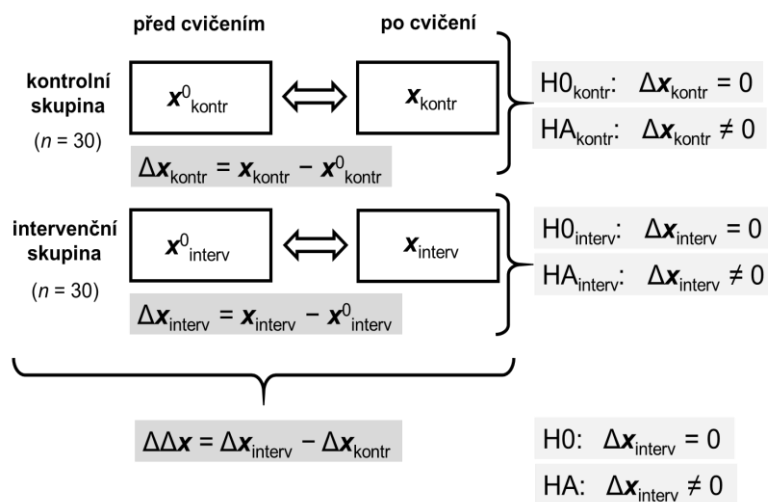 před cvičením po cvičení
kontrolní
skupina
(n = 30)
x⁰kontr
xkontr
Δxkontr = xkontr − x⁰kontr
H0kontr: Δxkontr = 0
HAkontr: Δxkontr ≠ 0
intervenční
skupina
(n = 30)
x⁰interv
xinterv
Δxinterv = xinterv − x⁰interv
H0interv: Δxinterv = 0
HAinterv: Δxinterv ≠ 0
ΔΔx = Δxinterv − Δxkontr
H0: Δxinterv = 0
HA: Δxinterv ≠ 0